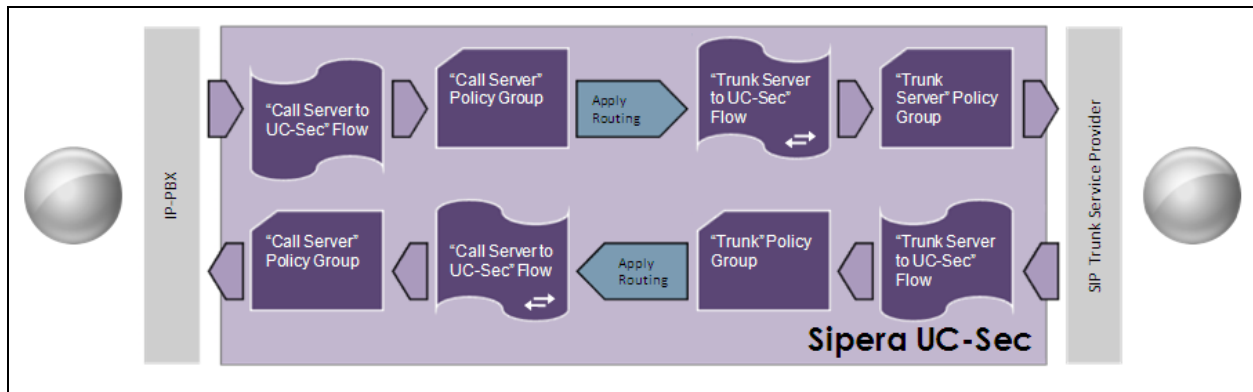 IP-PBX
“Call Server to
UC-Sec” Flow
“Call Server”
Policy Group
Apply
Routing
“Trunk Server
to UC-Sec”
Flow
“Trunk
Server” Policy
Group
SIP Trunk Service Provider
“Call Server”
Policy Group
“Call Server to
UC-Sec” Flow
Apply
Routing
“Trunk”Policy
Group
“Trunk Server
to UC-Sec”
Flow
Sipera UC-Sec